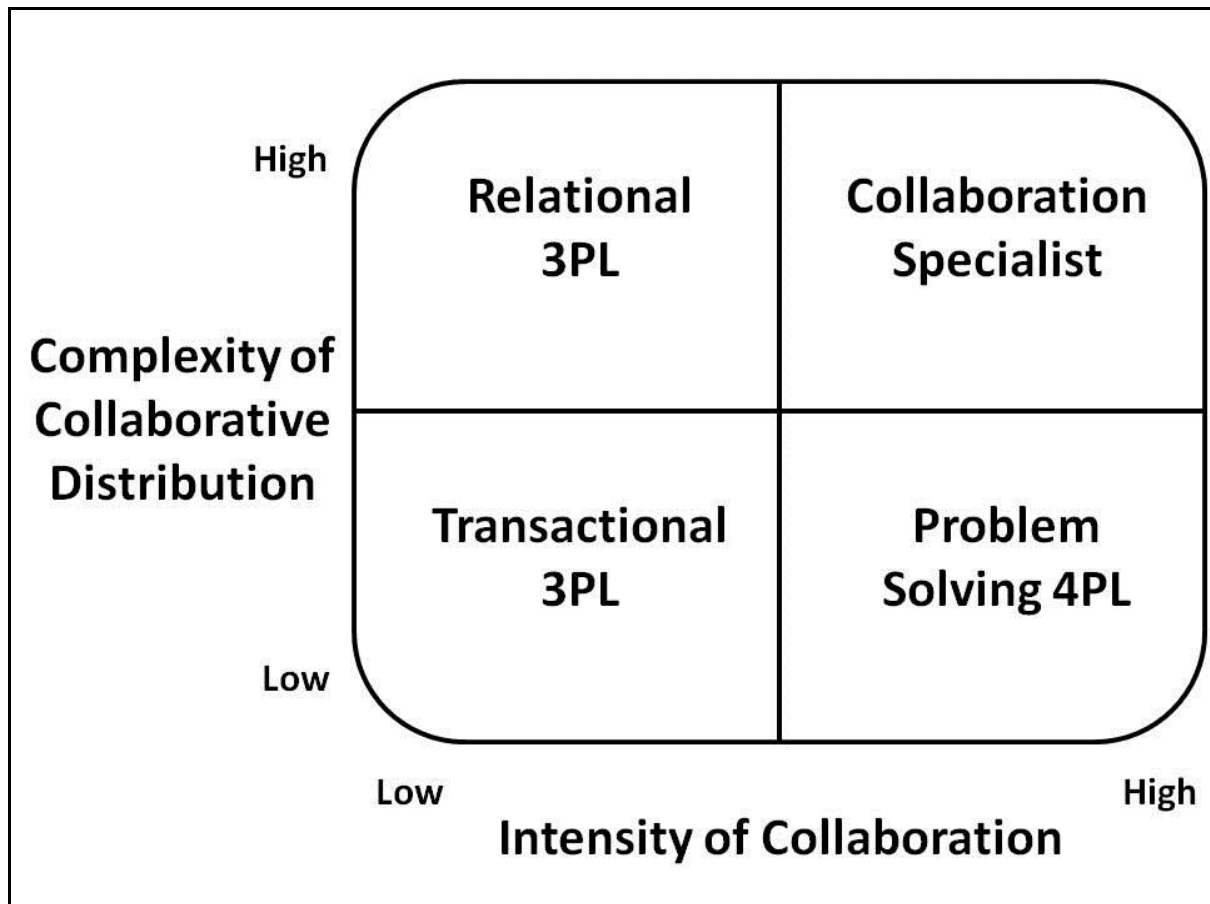 High
Relational
3PL
Collaboration
Specialist
Complexity of
Collaborative
Distribution
Transactional
3PL
Problem
Solving 4PL
Low
Low
High
Intensity of Collaboration